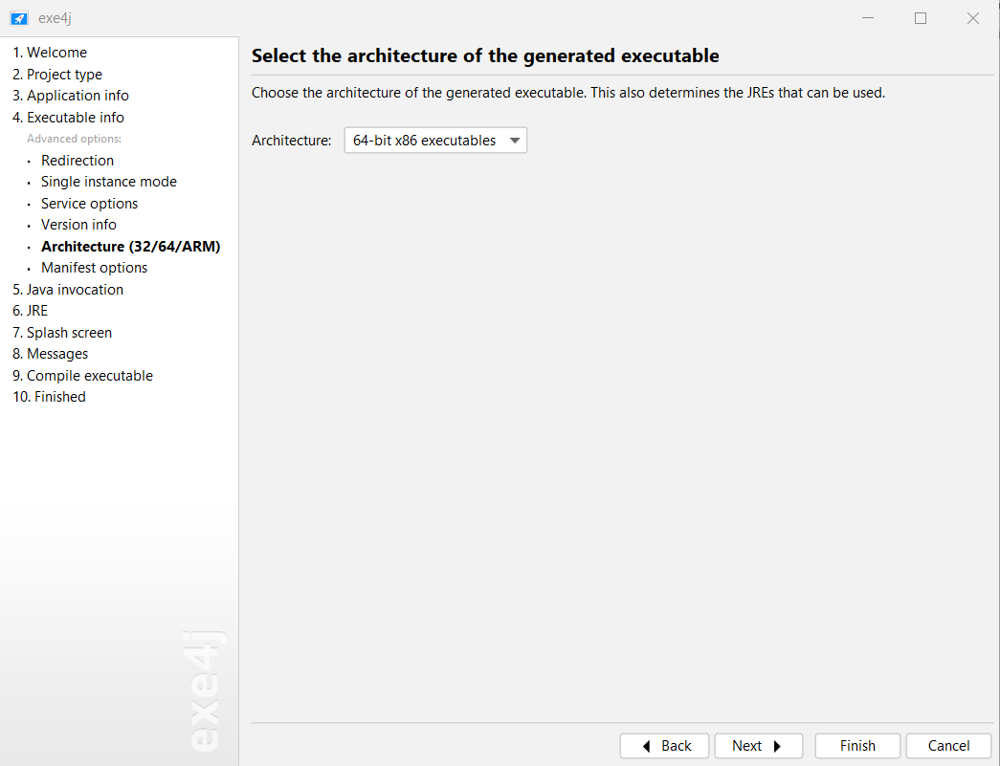 exe4j
1. Welcome
2. Project type
3. Application info
4. Executable info
Advanced options:
• Redirection
• Single instance mode
• Service options
• Version info
• Architecture (32/64/ARM)
• Manifest options
5. Java invocation
6. JRE
7. Splash screen
8. Messages
9. Compile executable
10. Finished
exe4j
Select the architecture of the generated executable
Choose the architecture of the generated executable. This also determines the JREs that can be used.
Architecture: 64-bit x86 executables
Back Next Finish Cancel